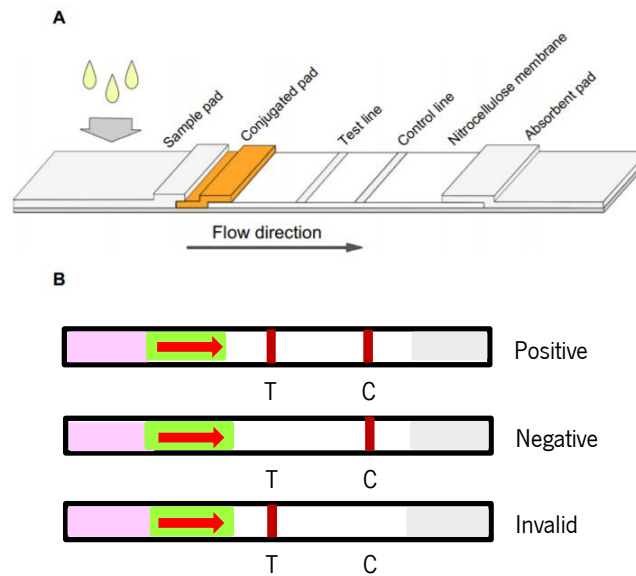 A
Sample pad
Conjugated pad
Test line
Control line
Nitrocellulose membrane
Absorbent pad
Flow direction
B
Positive
T C
Negative
T C
Invalid
T C